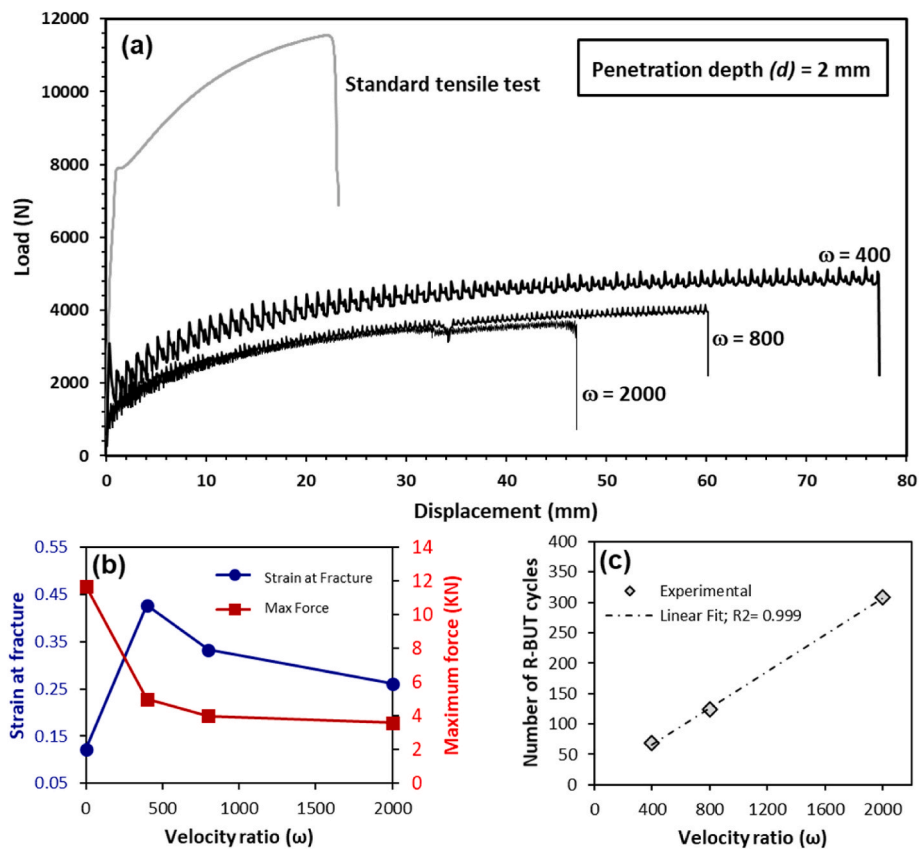 (a)
12000
10000
8000
6000
4000
2000
0
Load (N)
Standard tensile test
Penetration depth (d) = 2 mm
ω = 400
ω = 800
ω = 2000
0 10 20 30 40 50 60 70 80
Displacement (mm)
(b)
0.55
0.45
0.35
0.25
0.15
0.05
Strain at fracture
Strain at Fracture
Max Force
14
12
10
8
6
4
2
0
Maximum force (KN)
0 500 1000 1500 2000
Velocity ratio (ω)
(c)
400
350
300
250
200
150
100
50
0
Number of R-BUT cycles
Experimental
Linear Fit; R2= 0.999
0 400 800 1200 1600 2000
Velocity ratio (ω)